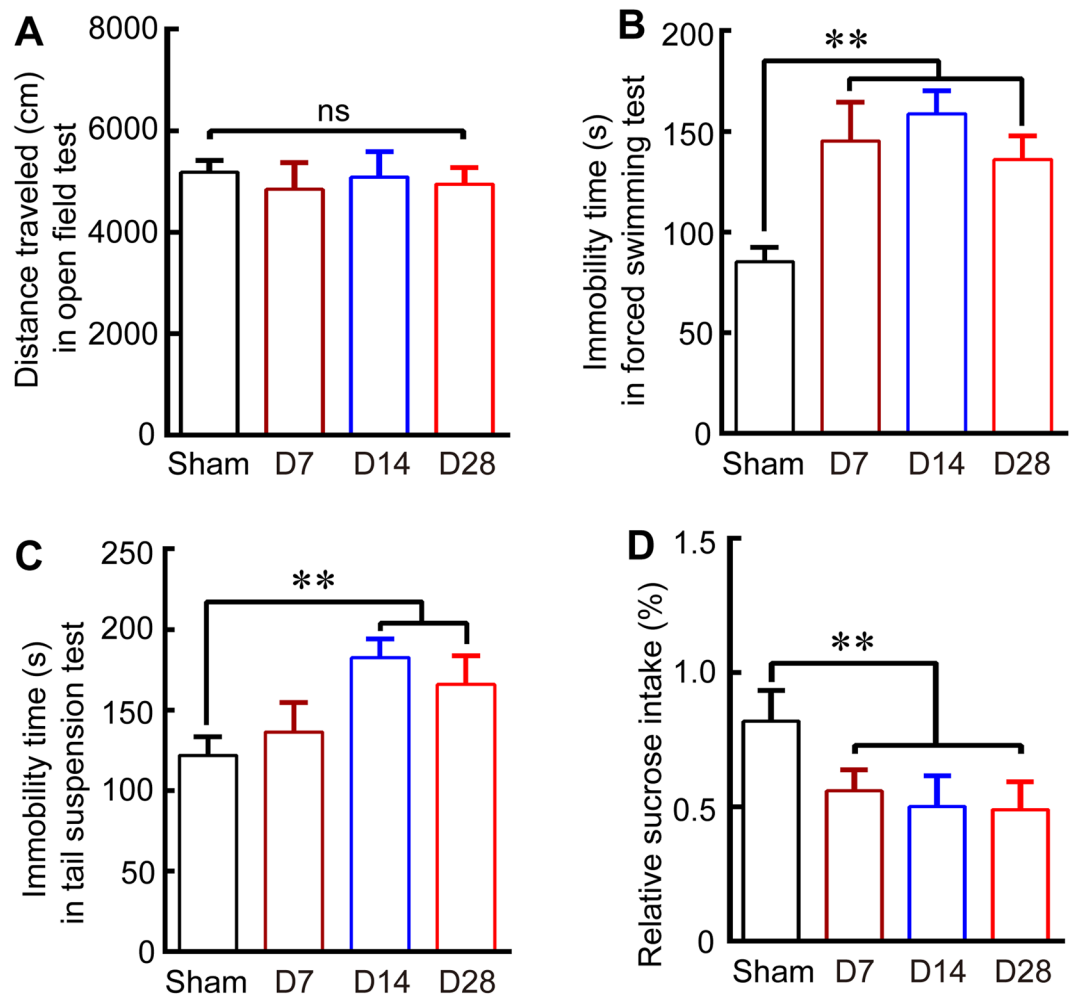 A
Distance traveled (cm)
in open field test
8000
6000
4000
2000
0
ns
Sham D7 D14 D28
B
Immobility time (s)
in forced swimming test
200
150
100
50
0
**
Sham D7 D14 D28
C
Immobility time (s)
in tail suspension test
250
200
150
100
50
0
**
Sham D7 D14 D28
D
Relative sucrose intake (%)
1.5
1.0
0.5
0
**
Sham D7 D14 D28